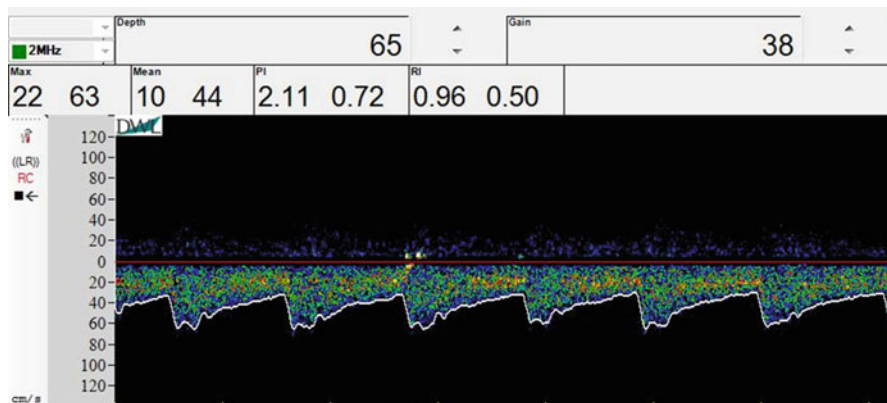 Depth
65
Gain
38
2MHz
Max
22 63
Mean
10 44
PI
2.11 0.72
RI
0.96 0.50
DWL
((LR))
RC
120
100
80
60
40
20
0
20
40
60
80
100
120
cm/s